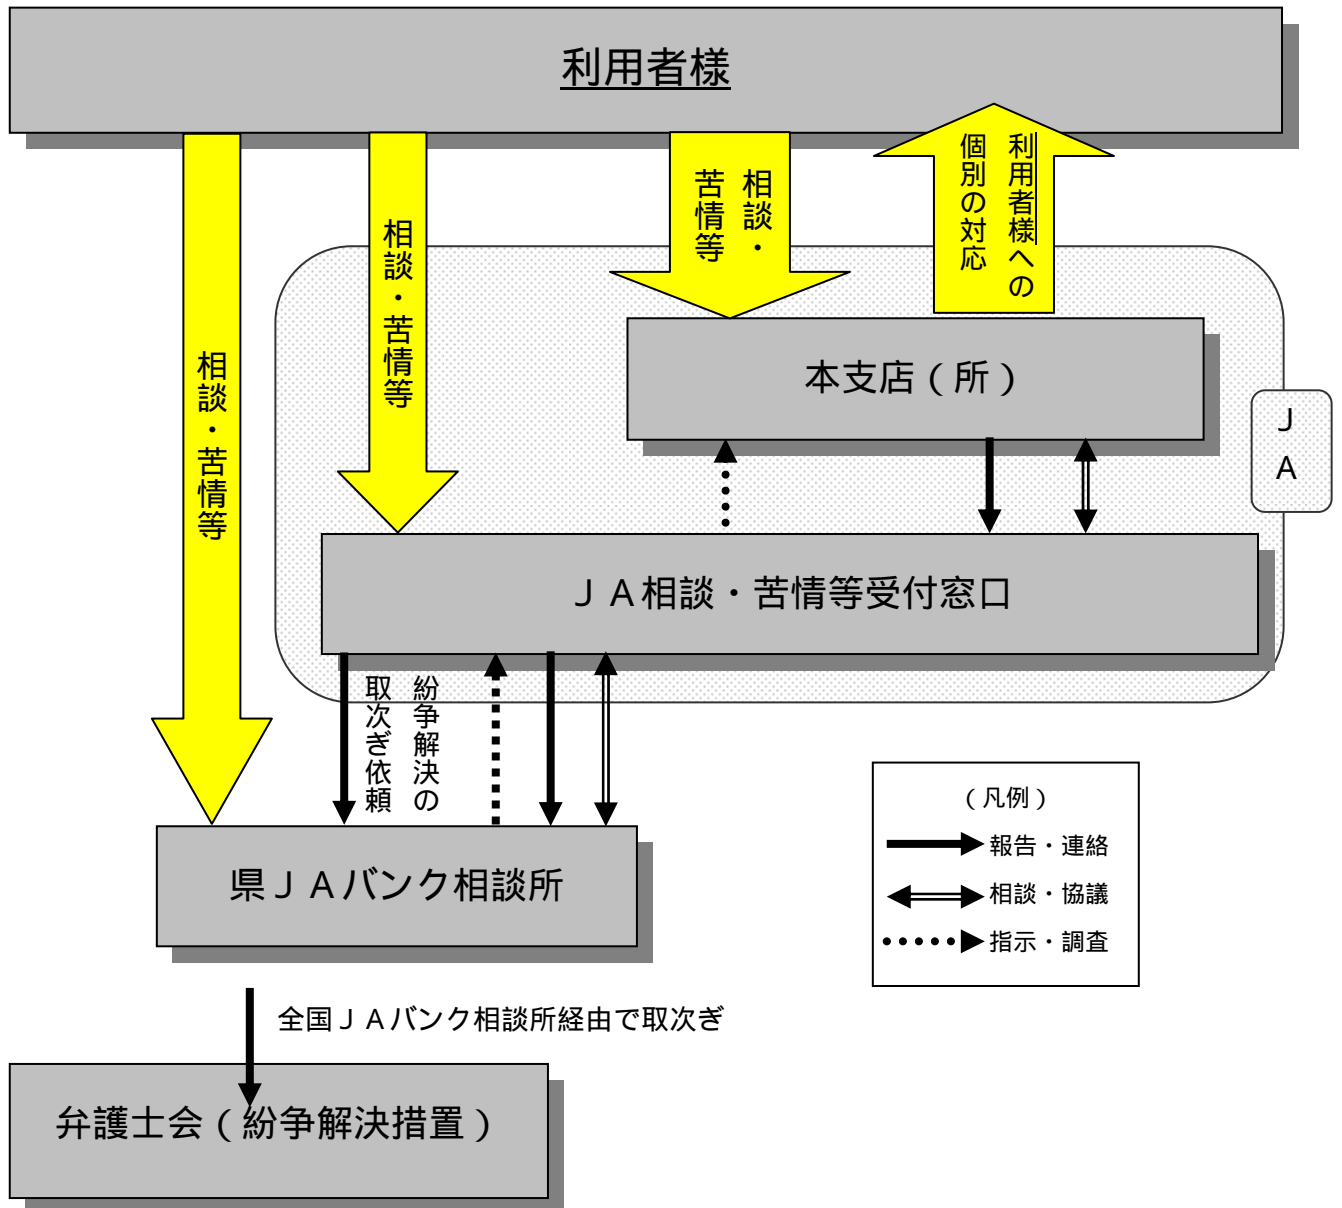 利用者様
相談・苦情等
相談・苦情等
相談・
苦情等
利用者様への
個別の対応
本支店（所）
ＪＡ
ＪＡ相談・苦情等受付窓口
紛争解決の
取次ぎ依頼
県ＪＡバンク相談所
（凡例）
報告・連絡
相談・協議
指示・調査
全国ＪＡバンク相談所経由で取次ぎ
弁護士会（紛争解決措置）